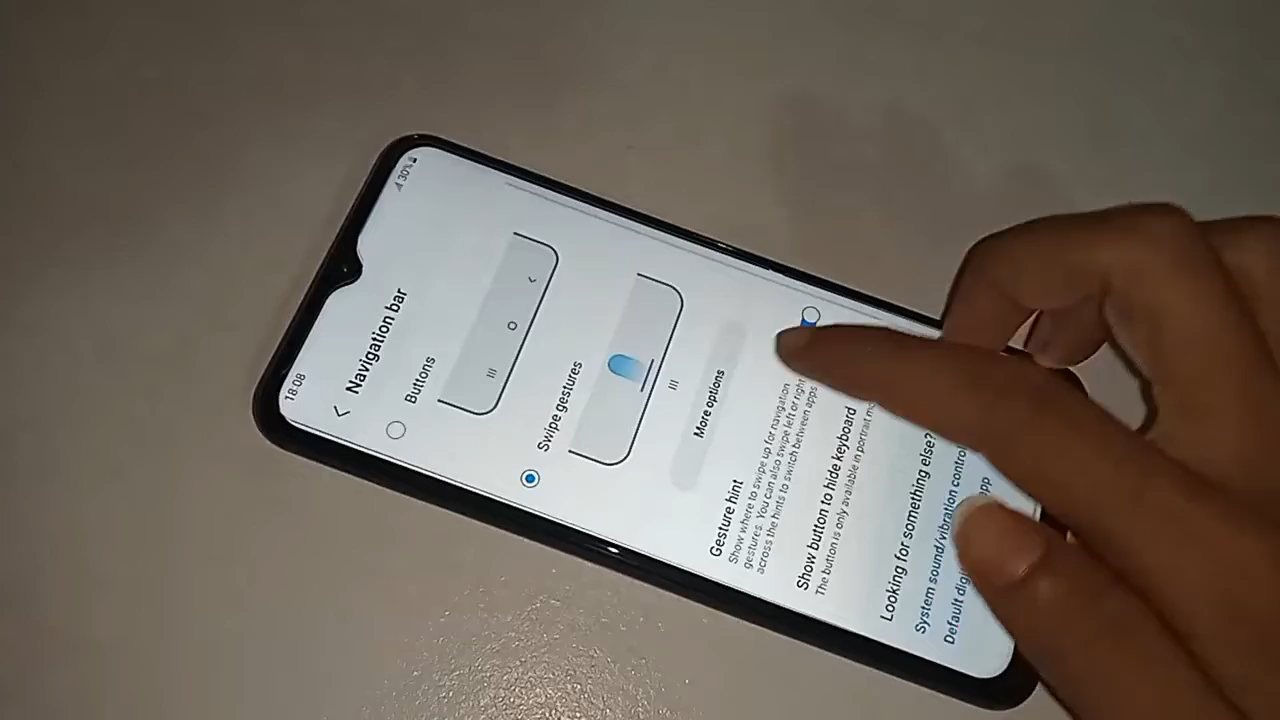 18:08
30%
Navigation bar
Buttons
Swipe gestures
More options
Gesture hint
Show where to swipe up for navigation
gestures. You can also swipe left or right
across the hints to switch between apps
Show button to hide keyboard
The button is only available in portrait
Looking for something else?
System sound/vibration control
Default